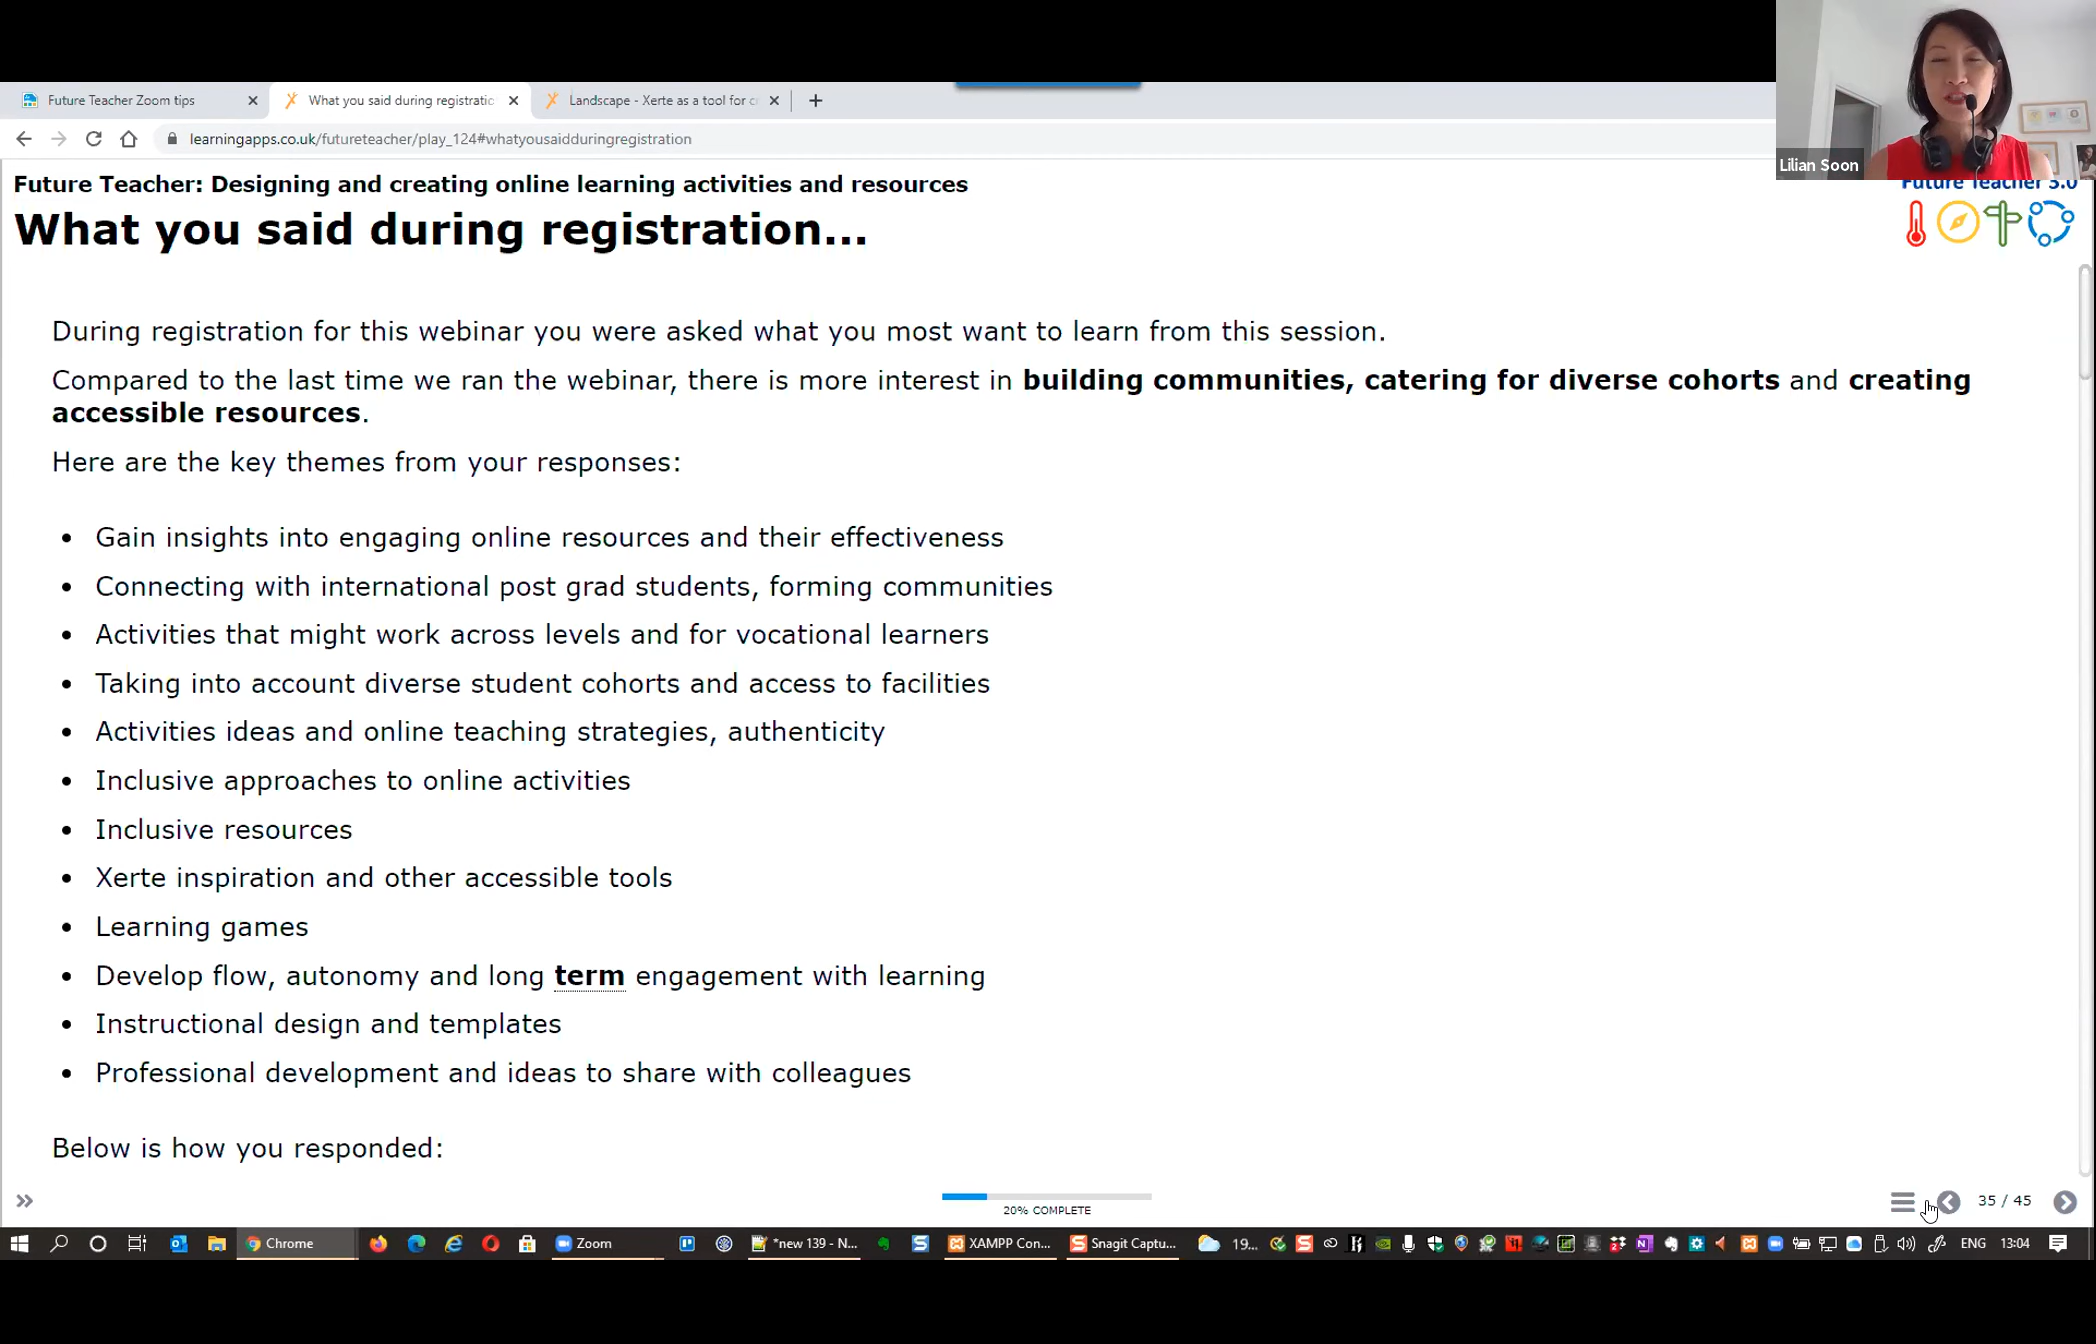 Future Teacher Zoom tips
What you said during registratic
Landscape - Xerte as a tool for c
learningapps.co.uk/futureteacher/play_124#whatyousaidduringregistration
Lilian Soon
Future Teacher: Designing and creating online learning activities and resources
Future Teacher 3.0
What you said during registration...
During registration for this webinar you were asked what you most want to learn from this session.
Compared to the last time we ran the webinar, there is more interest in building communities, catering for diverse cohorts and creating
accessible resources.
Here are the key themes from your responses:
• Gain insights into engaging online resources and their effectiveness
• Connecting with international post grad students, forming communities
• Activities that might work across levels and for vocational learners
• Taking into account diverse student cohorts and access to facilities
• Activities ideas and online teaching strategies, authenticity
• Inclusive approaches to online activities
• Inclusive resources
• Xerte inspiration and other accessible tools
• Learning games
• Develop flow, autonomy and long term engagement with learning
• Instructional design and templates
• Professional development and ideas to share with colleagues
Below is how you responded:
20% COMPLETE
35 / 45
Chrome
Zoom
*new 139 - N...
XAMPP Con...
Snagit Captu...
19...
ENG
13:04